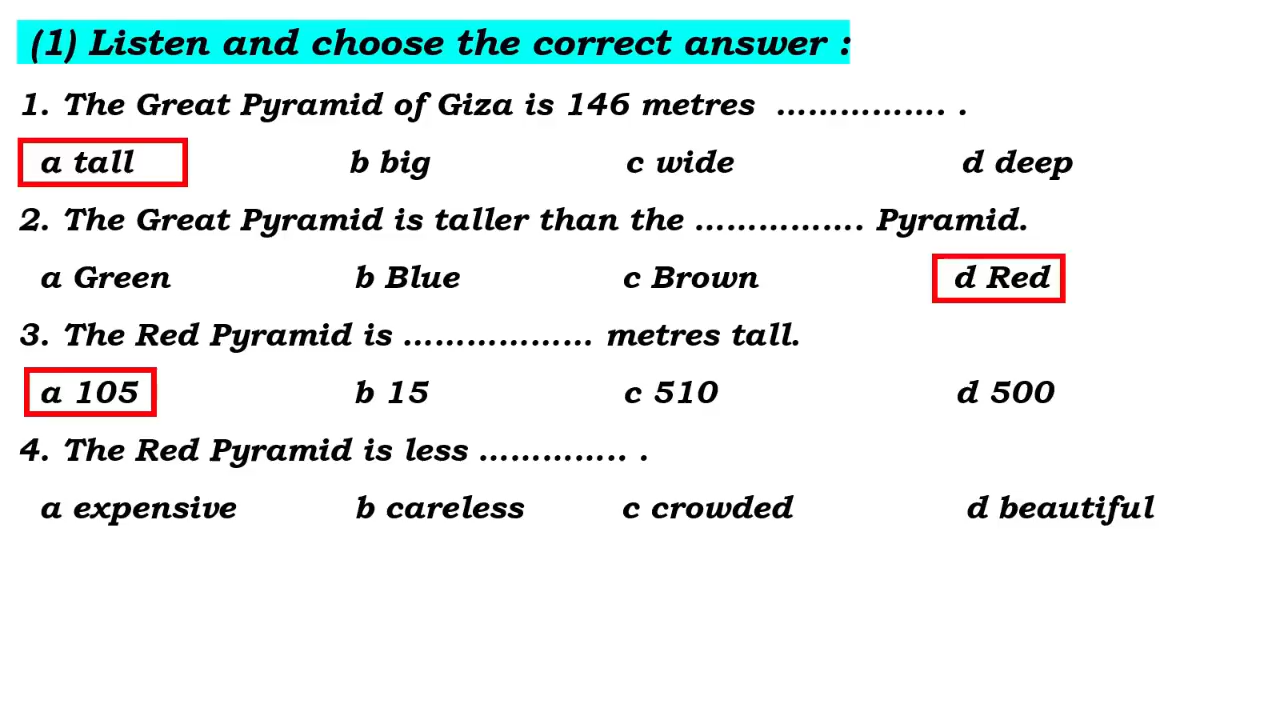 (1) Listen and choose the correct answer :
1. The Great Pyramid of Giza is 146 metres ................ .
a tall b big c wide d deep
2. The Great Pyramid is taller than the ................ Pyramid.
a Green b Blue c Brown d Red
3. The Red Pyramid is .................. metres tall.
a 105 b 15 c 510 d 500
4. The Red Pyramid is less .............. .
a expensive b careless c crowded d beautiful